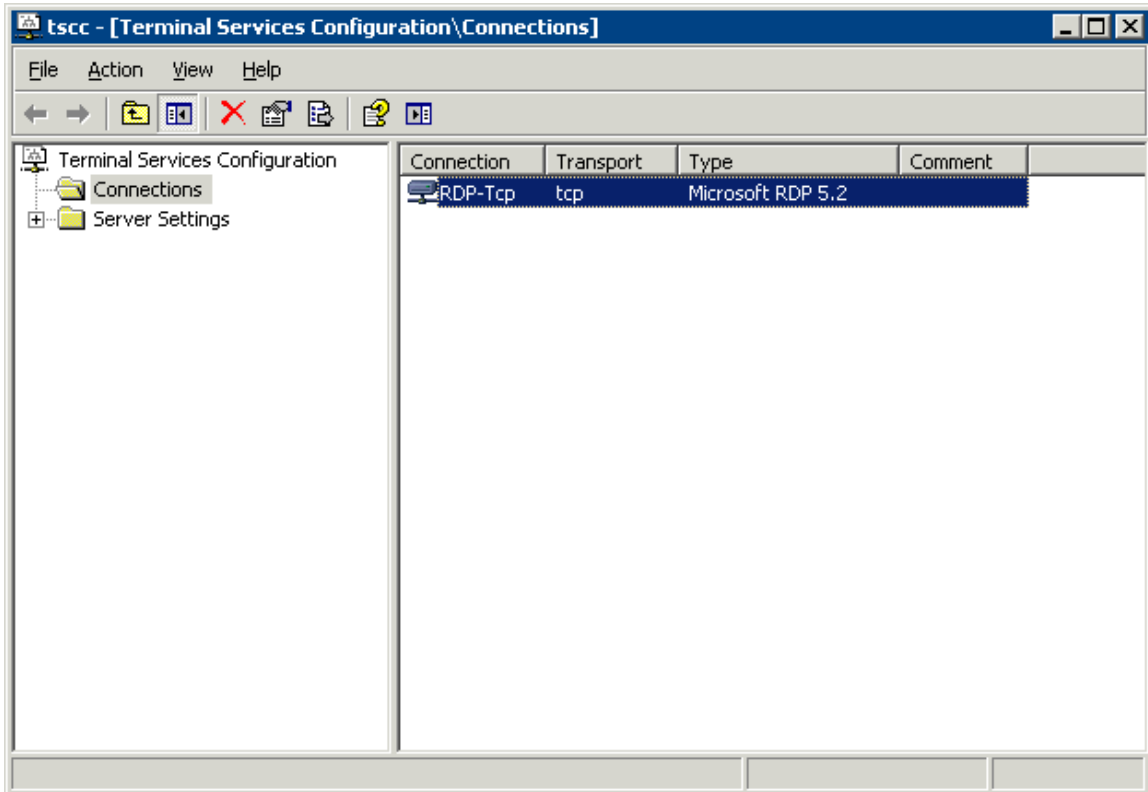 tscc - [Terminal Services Configuration\Connections]
File Action View Help
Terminal Services Configuration
Connections
Server Settings
Connection Transport Type Comment
RDP-Tcp tcp Microsoft RDP 5.2